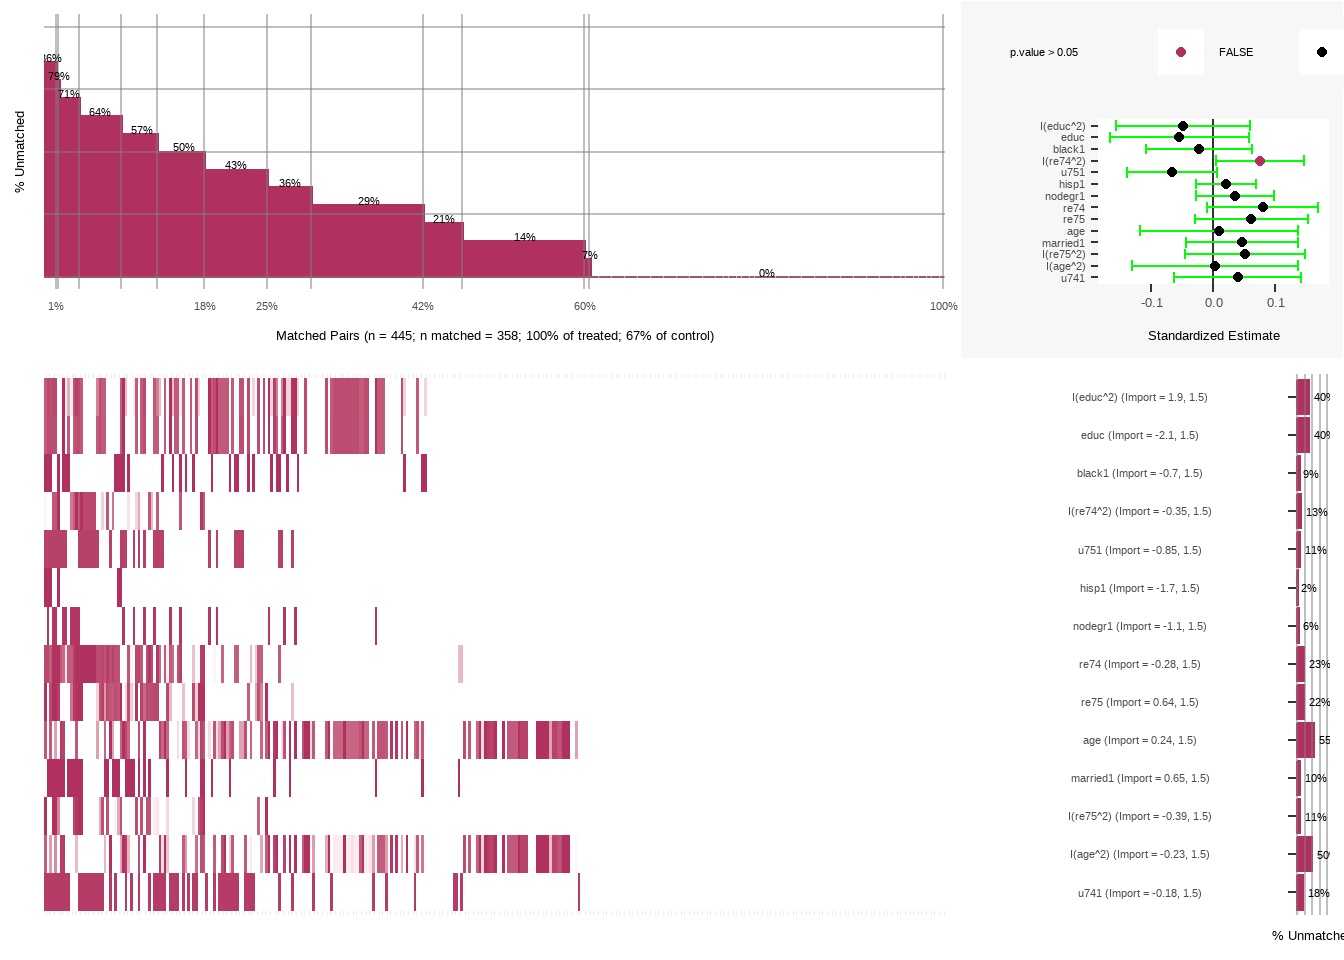 % Unmatched
79%
71%
64%
57%
50%
43%
36%
29%
21%
14%
7%
0%
1%
18%
25%
42%
60%
100%
Matched Pairs (n = 445; n matched = 358; 100% of treated; 67% of control)
p.value > 0.05
FALSE
I(educ^2)
educ
black1
I(re74^2)
u751
hisp1
nodegr1
re74
re75
age
married1
I(re75^2)
I(age^2)
u741
-0.1
0.0
0.1
Standardized Estimate
I(educ^2) (Import = 1.9, 1.5)
40%
educ (Import = -2.1, 1.5)
40%
black1 (Import = -0.7, 1.5)
9%
I(re74^2) (Import = -0.35, 1.5)
13%
u751 (Import = -0.85, 1.5)
11%
hisp1 (Import = -1.7, 1.5)
2%
nodegr1 (Import = -1.1, 1.5)
6%
re74 (Import = -0.28, 1.5)
23%
re75 (Import = 0.64, 1.5)
22%
age (Import = 0.24, 1.5)
55
married1 (Import = 0.65, 1.5)
10%
I(re75^2) (Import = -0.39, 1.5)
11%
I(age^2) (Import = -0.23, 1.5)
50
u741 (Import = -0.18, 1.5)
18%
% Unmatche